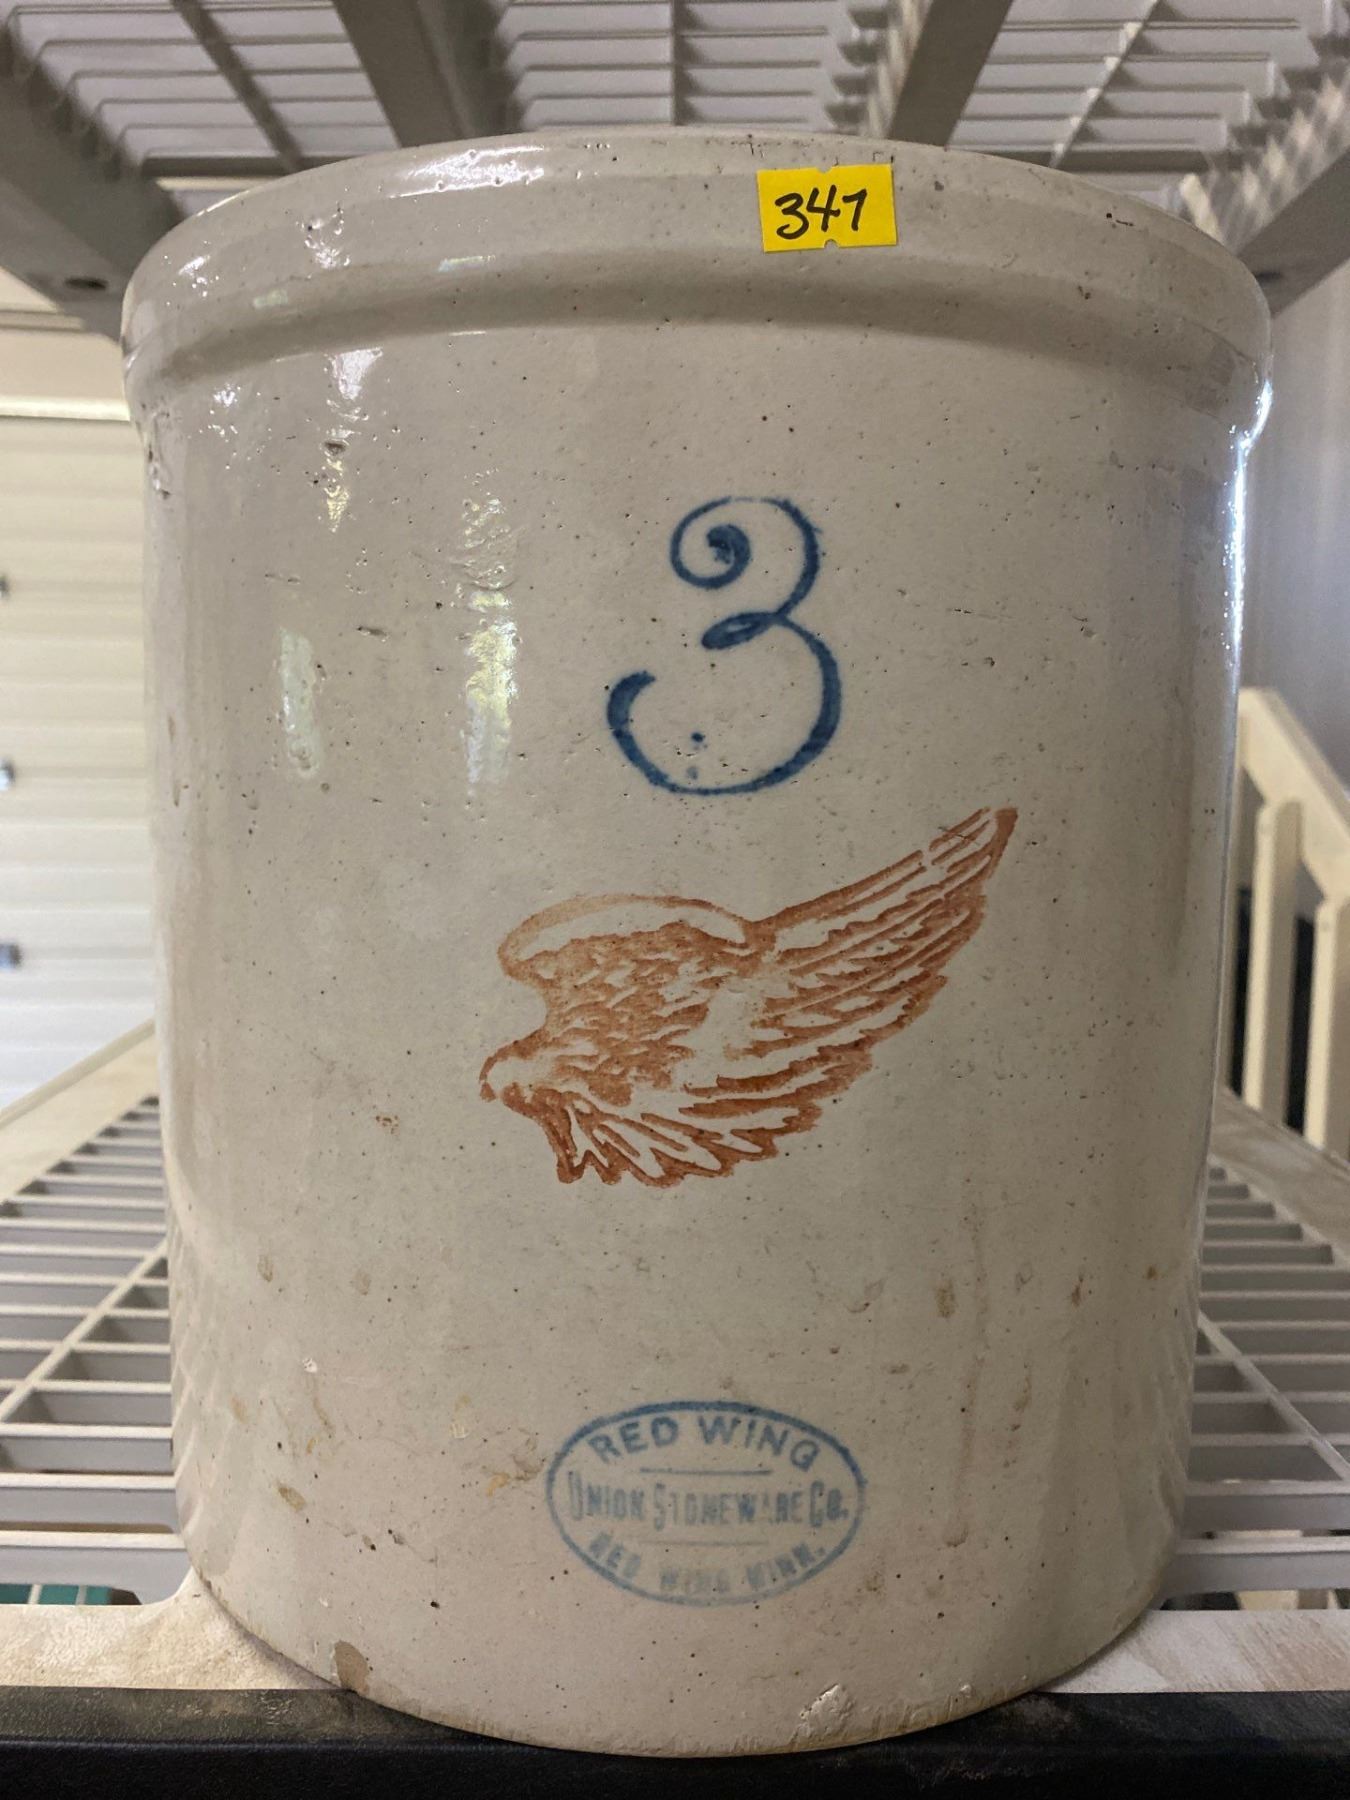 347
3
RED WING
UNION STONEWARE CO.
RED WING MINN.